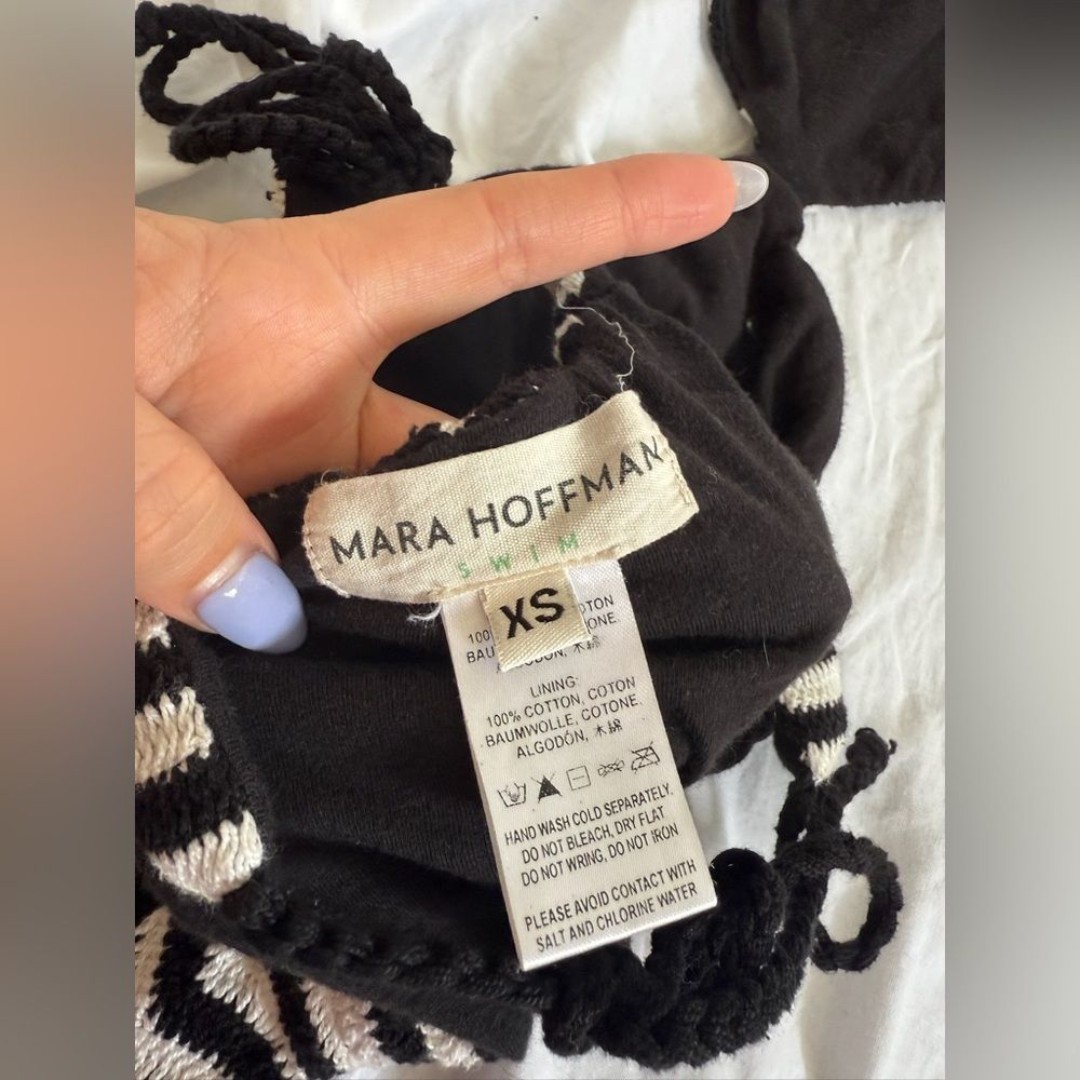 MARA HOFFMAN
SWIM
XS
LINING:
100% COTTON, COTON
BAUMWOLLE, COTONE,
ALGODÓN, 木綿
HAND WASH COLD SEPARATELY.
DO NOT BLEACH, DRY FLAT
DO NOT WRING, DO NOT IRON
PLEASE AVOID CONTACT WITH
SALT AND CHLORINE WATER